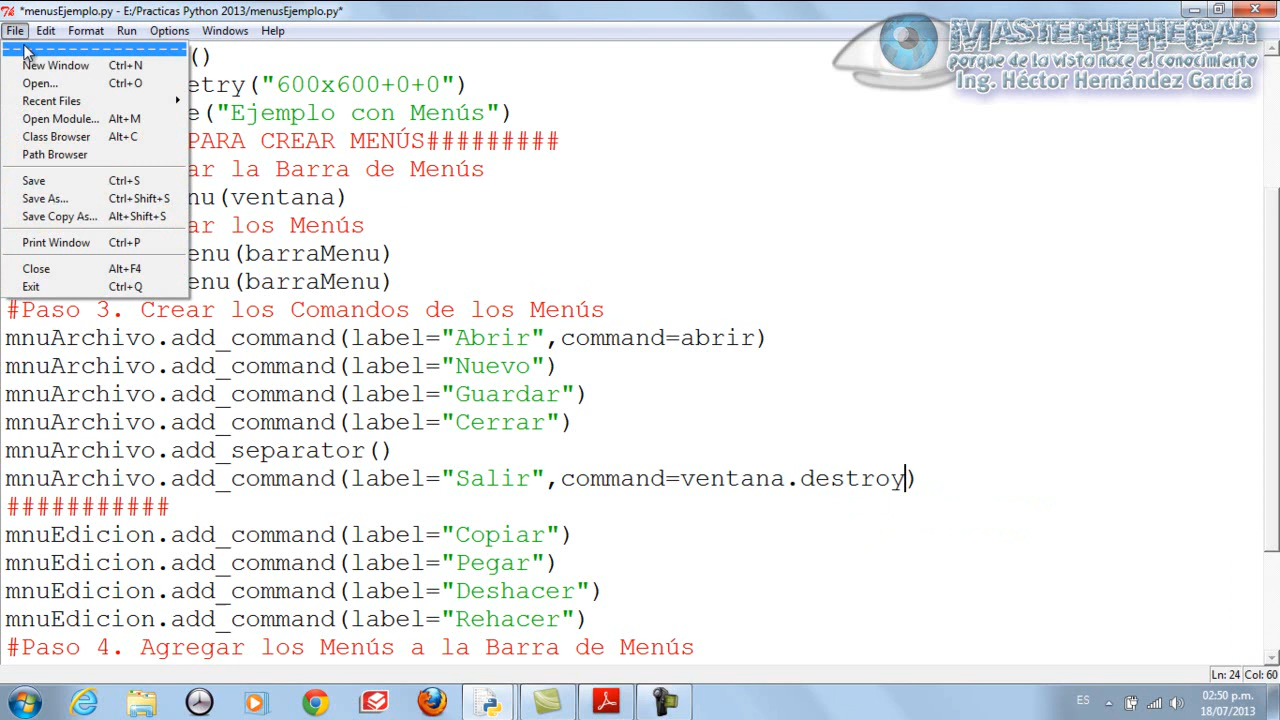 *menusEjemplo.py - E:/Practicas Python 2013/menusEjemplo.py*
File Edit Format Run Options Windows Help
MASTERHEHEGAR
porque de la vista nace el conocimiento
Ing. Héctor Hernández García
New Window Ctrl+N
Open... Ctrl+O
Recent Files
Open Module... Alt+M
Class Browser Alt+C
Path Browser
Save Ctrl+S
Save As... Ctrl+Shift+S
Save Copy As... Alt+Shift+S
Print Window Ctrl+P
Close Alt+F4
Exit Ctrl+Q
()
etry("600x600+0+0")
e("Ejemplo con Menús")
PARA CREAR MENÚS#########
ar la Barra de Menús
nu(ventana)
ar los Menús
enu(barraMenu)
enu(barraMenu)
#Paso 3. Crear los Comandos de los Menús
mnuArchivo.add_command(label="Abrir",command=abrir)
mnuArchivo.add_command(label="Nuevo")
mnuArchivo.add_command(label="Guardar")
mnuArchivo.add_command(label="Cerrar")
mnuArchivo.add_separator()
mnuArchivo.add_command(label="Salir",command=ventana.destroy)
###########
mnuEdicion.add_command(label="Copiar")
mnuEdicion.add_command(label="Pegar")
mnuEdicion.add_command(label="Deshacer")
mnuEdicion.add_command(label="Rehacer")
#Paso 4. Agregar los Menús a la Barra de Menús
Ln: 24 Col: 60
ES
02:50 p.m.
18/07/2013